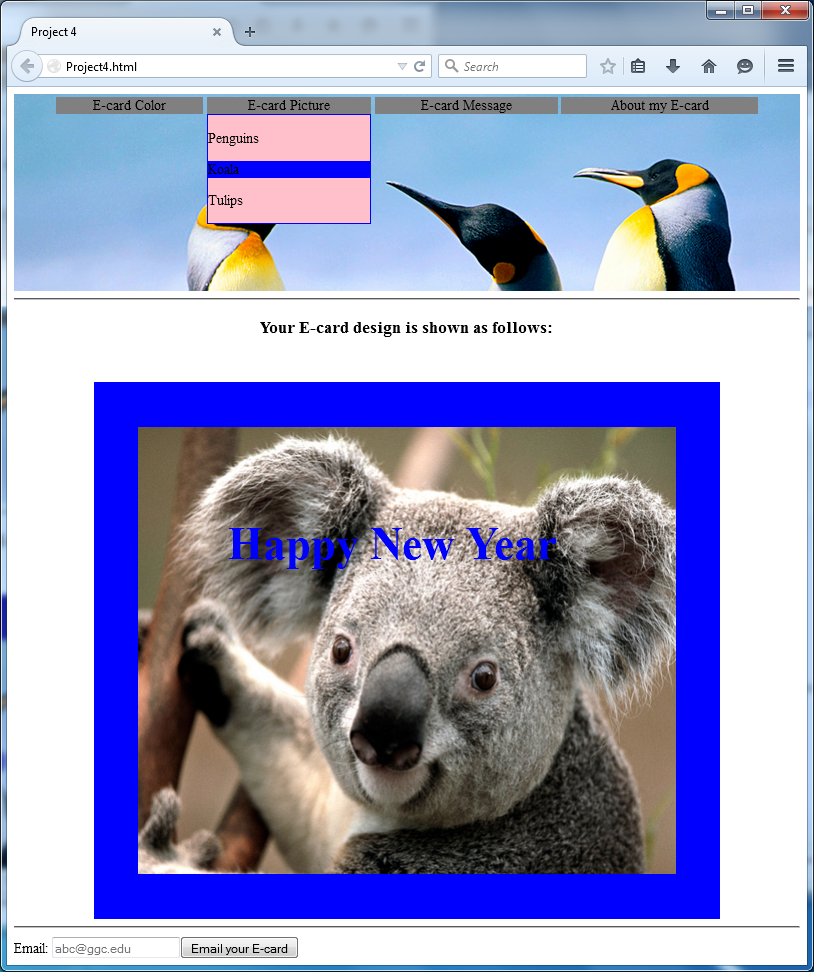 Project 4
Project4.html
Search
E-card Color E-card Picture E-card Message About my E-card
Penguins
Koala
Tulips
Your E-card design is shown as follows:
Happy New Year
Email: abc@ggc.edu Email your E-card